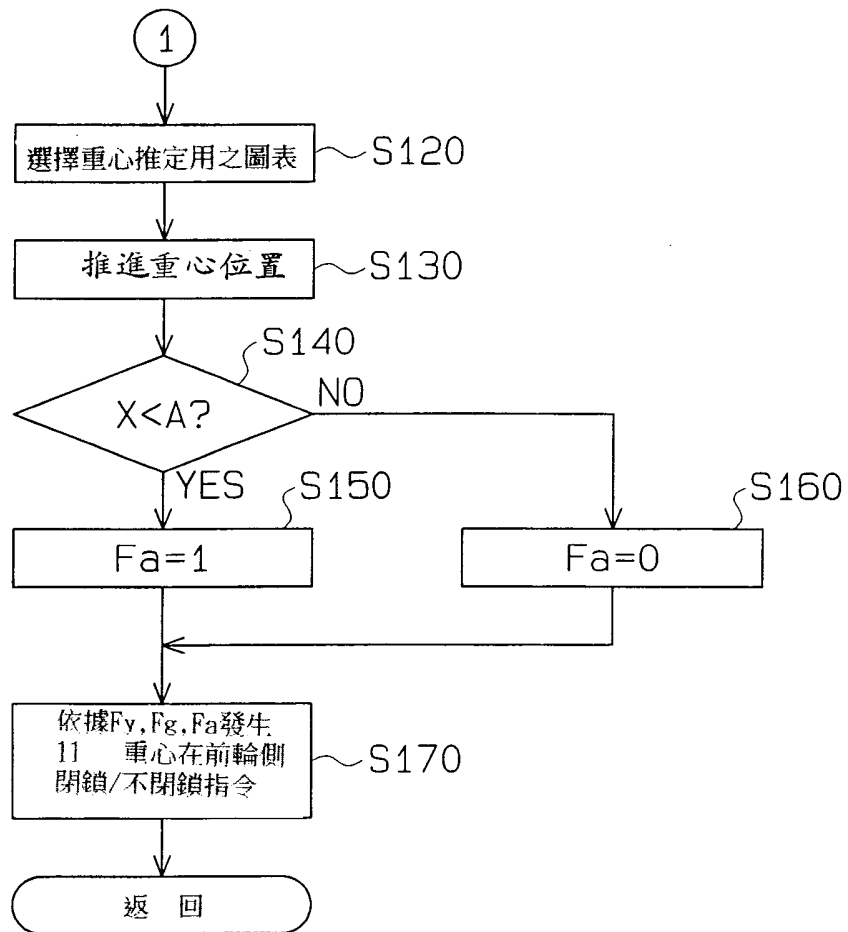 1
選擇重心推定用之圖表
S120
推進重心位置
S130
S140
X<A?
NO
YES
S150
S160
Fa=1
Fa=0
依據Fy,Fg,Fa發生
11 重心在前輪側
閉鎖/不閉鎖指令
S170
返 回